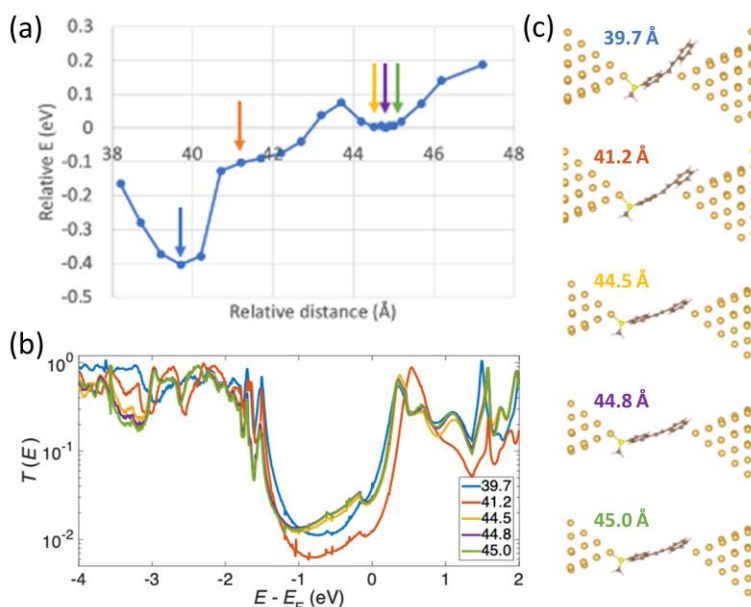 (a)
Relative E (eV)
0.3
0.2
0.1
0
-0.1
-0.2
-0.3
-0.4
-0.5
38 40 42 44 46 48
Relative distance (Å)
(b)
T(E)
10⁰
10⁻¹
10⁻²
-4 -3 -2 -1 0 1 2
E - E_F (eV)
39.7
41.2
44.5
44.8
45.0
(c)
39.7 Å
41.2 Å
44.5 Å
44.8 Å
45.0 Å